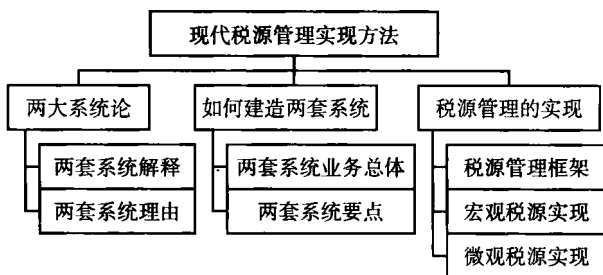 现代税源管理实现方法
两大系统论
如何建造两套系统
税源管理的实现
两套系统解释
两套系统业务总体
税源管理框架
两套系统理由
两套系统要点
宏观税源实现
微观税源实现